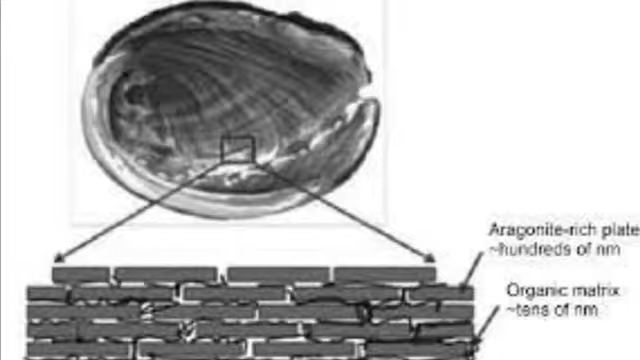 Aragonite-rich plate
~hundreds of nm
Organic matrix
~tens of nm